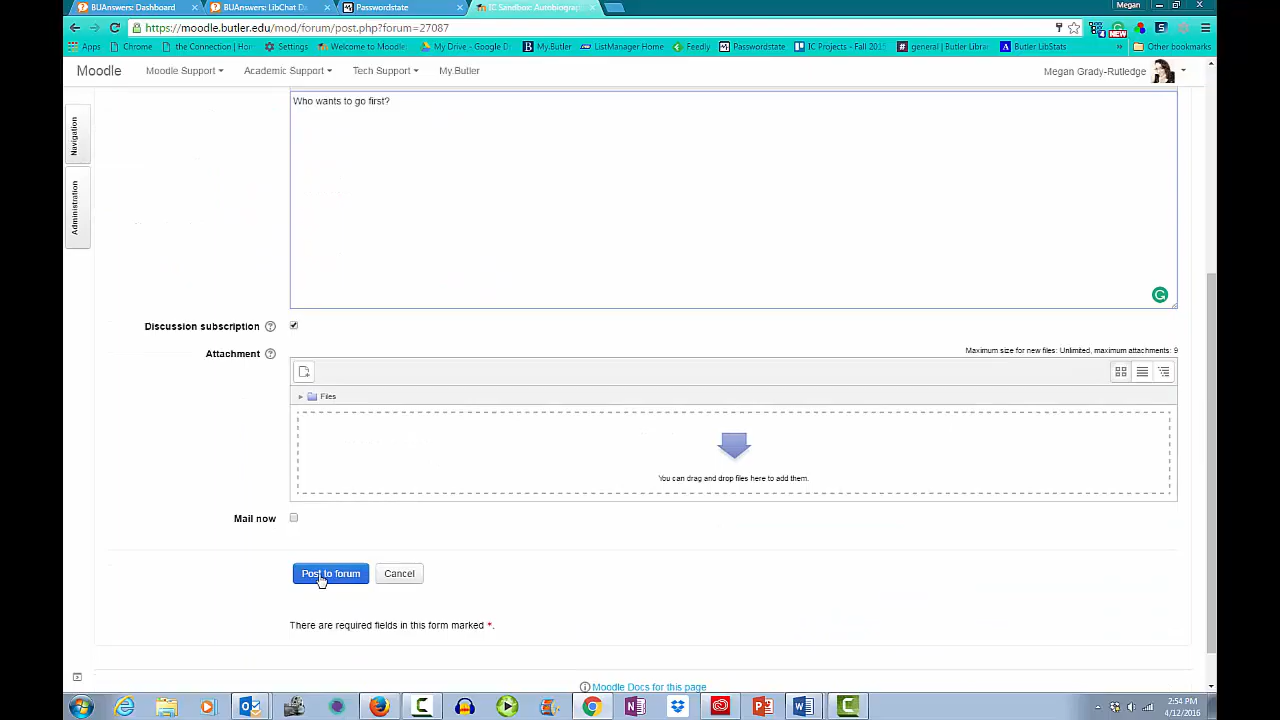 BUAnswers: Dashboard
BUAnswers: LibChat Da
Passwordstate
IC Sandbox: Autobiogra
Megan
https://moodle.butler.edu/mod/forum/post.php?forum=27087
Apps
Chrome
the Connection | Hom
Settings
Welcome to Moodle:
My Drive - Google D
My.Butler
ListManager Home
Feedly
Passwordstate
IC Projects - Fall 2015
general | Butler Libra
Butler LibStats
»
Other bookmarks
Moodle
Moodle Support
Academic Support
Tech Support
My.Butler
Megan Grady-Rutledge
Navigation
Administration
Who wants to go first?
Discussion subscription
Attachment
Maximum size for new files: Unlimited, maximum attachments: 9
Files
You can drag and drop files here to add them.
Mail now
Post to forum
Cancel
There are required fields in this form marked *.
Moodle Docs for this page
2:54 PM
4/12/2016